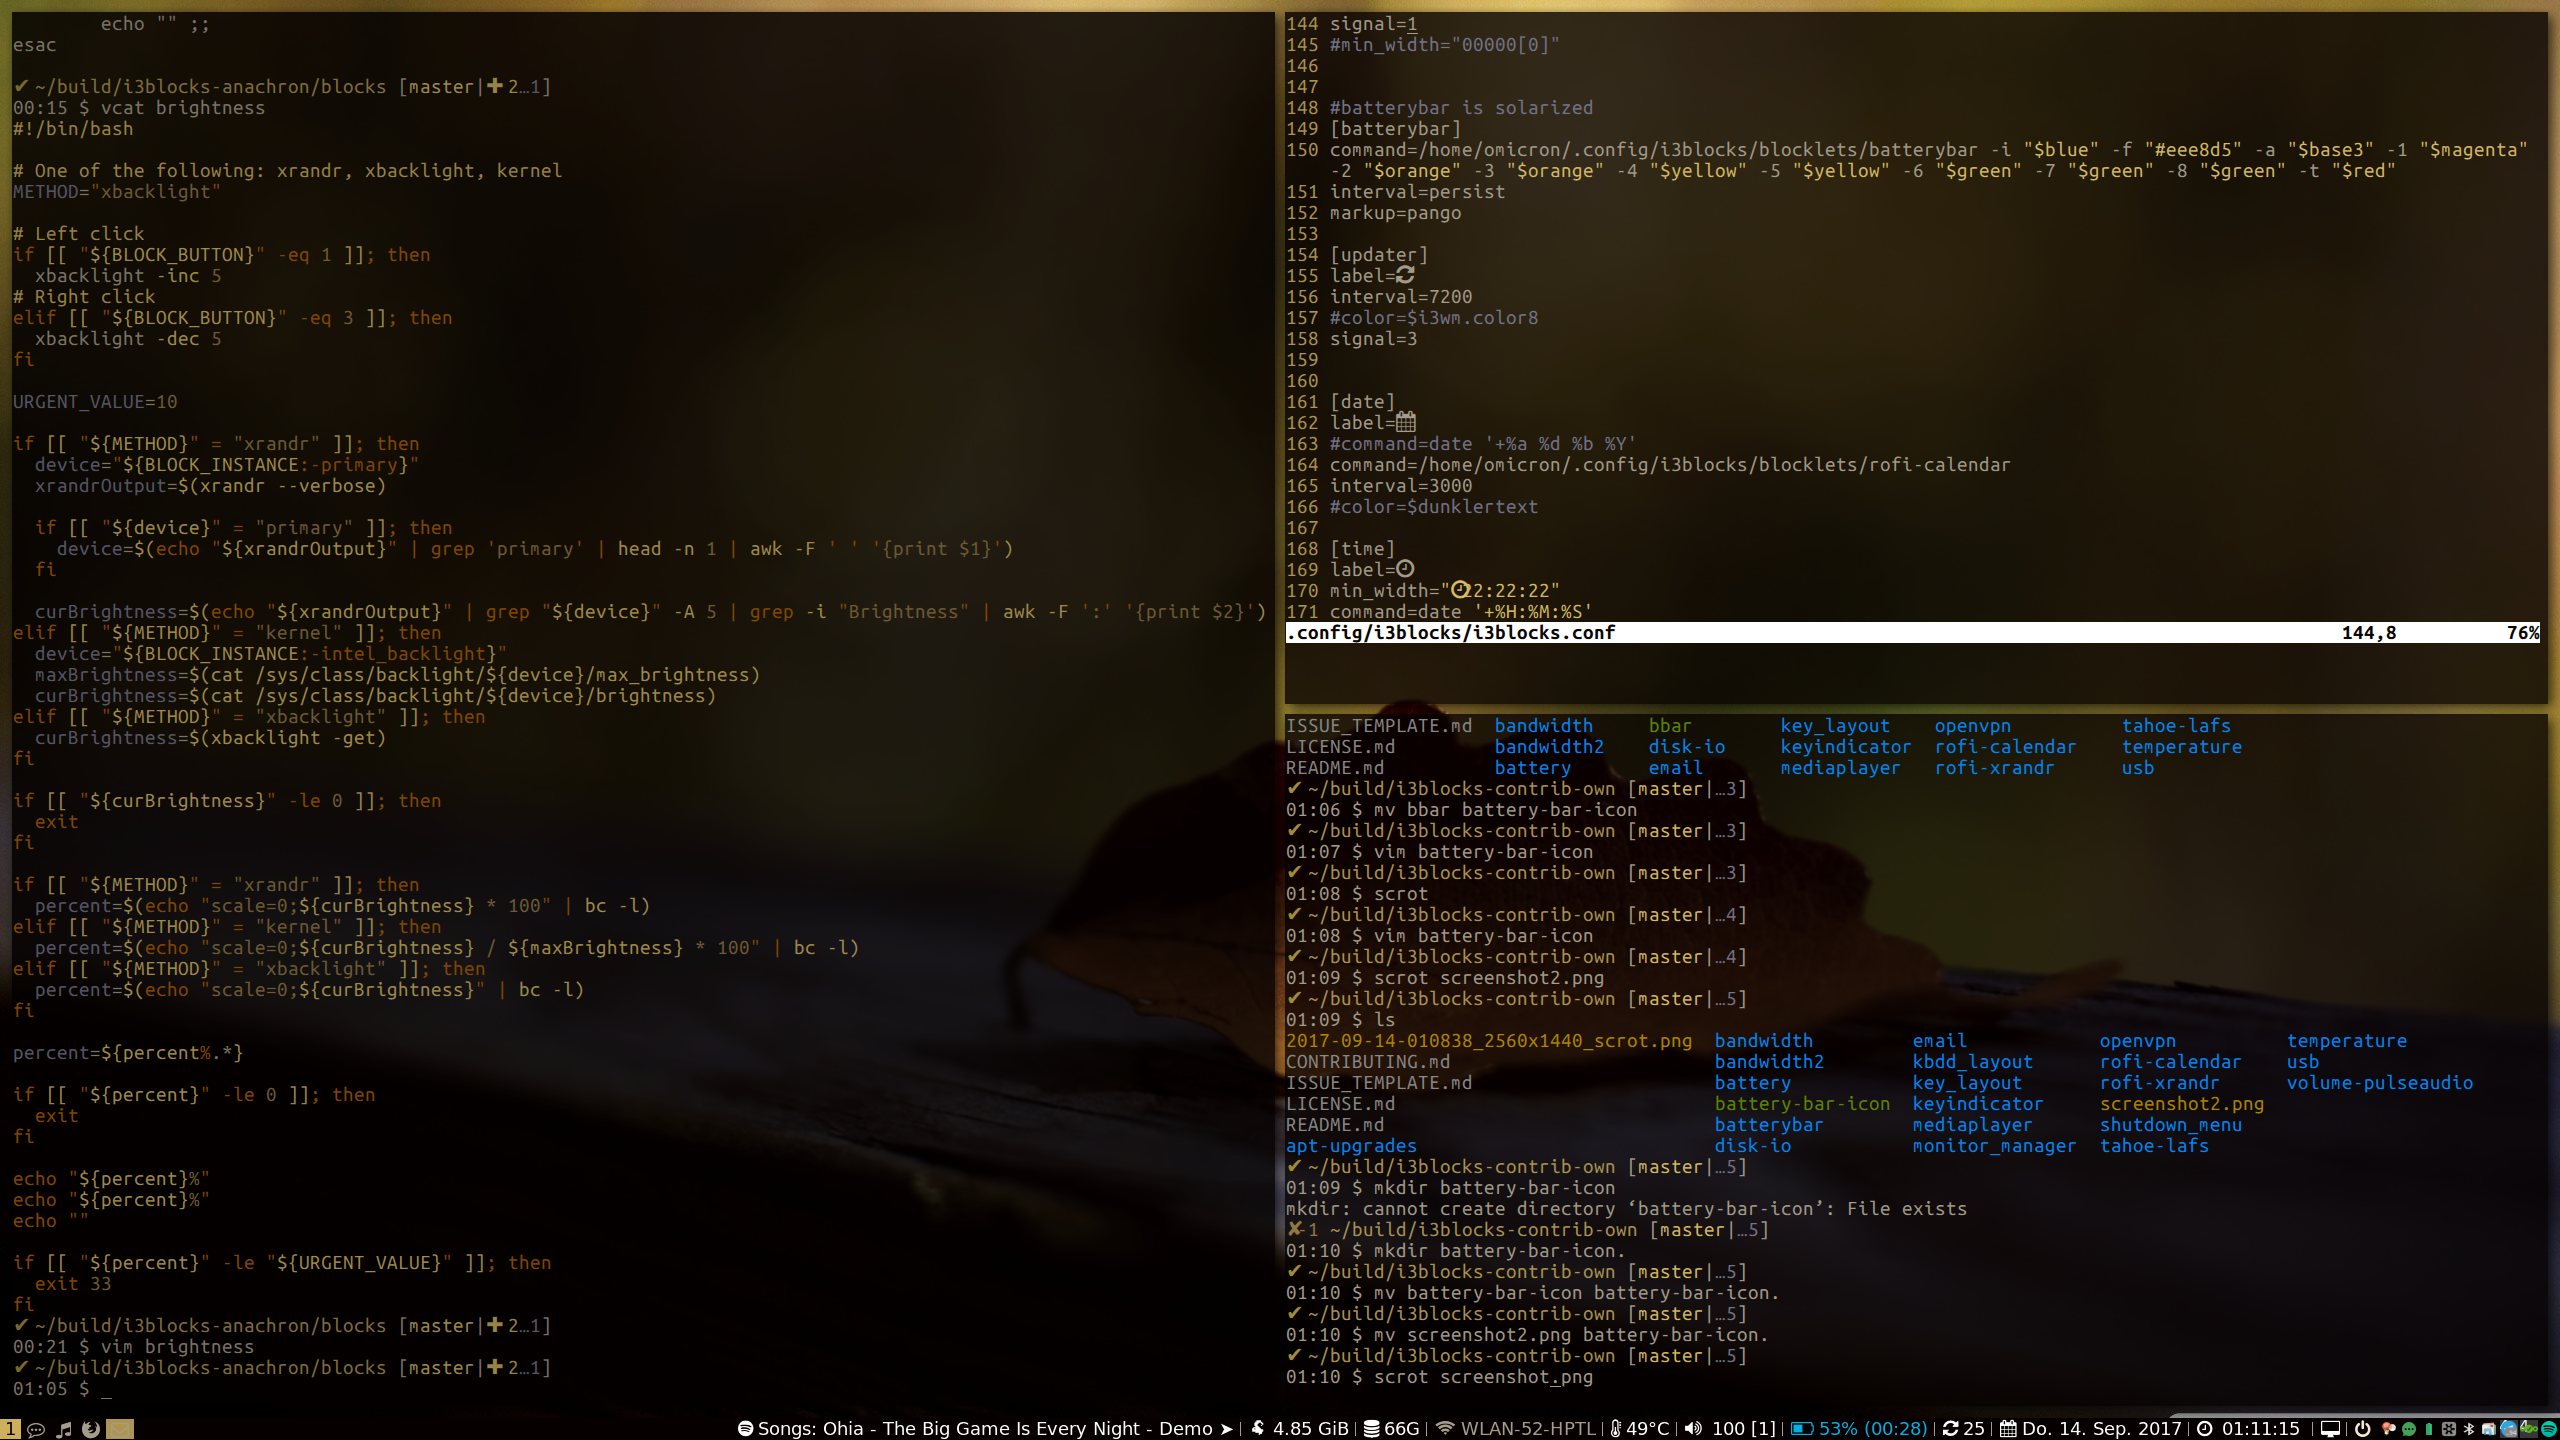 echo "" ;;
esac

✔ ~/build/i3blocks-anachron/blocks [master|✚ 2…1]
00:15 $ vcat brightness
#!/bin/bash

# One of the following: xrandr, xbacklight, kernel
METHOD="xbacklight"

# Left click
if [[ "${BLOCK_BUTTON}" -eq 1 ]]; then
  xbacklight -inc 5
# Right click
elif [[ "${BLOCK_BUTTON}" -eq 3 ]]; then
  xbacklight -dec 5
fi

URGENT_VALUE=10

if [[ "${METHOD}" = "xrandr" ]]; then
  device="${BLOCK_INSTANCE:-primary}"
  xrandrOutput=$(xrandr --verbose)

  if [[ "${device}" = "primary" ]]; then
    device=$(echo "${xrandrOutput}" | grep 'primary' | head -n 1 | awk -F ' ' '{print $1}')
  fi

  curBrightness=$(echo "${xrandrOutput}" | grep "${device}" -A 5 | grep -i "Brightness" | awk -F ':' '{print $2}')
elif [[ "${METHOD}" = "kernel" ]]; then
  device="${BLOCK_INSTANCE:-intel_backlight}"
  maxBrightness=$(cat /sys/class/backlight/${device}/max_brightness)
  curBrightness=$(cat /sys/class/backlight/${device}/brightness)
elif [[ "${METHOD}" = "xbacklight" ]]; then
  curBrightness=$(xbacklight -get)
fi

if [[ "${curBrightness}" -le 0 ]]; then
  exit
fi

if [[ "${METHOD}" = "xrandr" ]]; then
  percent=$(echo "scale=0;${curBrightness} * 100" | bc -l)
elif [[ "${METHOD}" = "kernel" ]]; then
  percent=$(echo "scale=0;${curBrightness} / ${maxBrightness} * 100" | bc -l)
elif [[ "${METHOD}" = "xbacklight" ]]; then
  percent=$(echo "scale=0;${curBrightness}" | bc -l)
fi

percent=${percent%.*}

if [[ "${percent}" -le 0 ]]; then
  exit
fi

echo "${percent}%"
echo "${percent}%"
echo ""

if [[ "${percent}" -le "${URGENT_VALUE}" ]]; then
  exit 33
fi
✔ ~/build/i3blocks-anachron/blocks [master|✚ 2…1]
00:21 $ vim brightness
✔ ~/build/i3blocks-anachron/blocks [master|✚ 2…1]
01:05 $ _
144 signal=1
145 #min_width="00000[0]"
146
147
148 #batterybar is solarized
149 [batterybar]
150 command=/home/omicron/.config/i3blocks/blocklets/batterybar -i "$blue" -f "#eee8d5" -a "$base3" -1 "$magenta"
    -2 "$orange" -3 "$orange" -4 "$yellow" -5 "$yellow" -6 "$green" -7 "$green" -8 "$green" -t "$red"
151 interval=persist
152 markup=pango
153
154 [updater]
155 label=
156 interval=7200
157 #color=$i3wm.color8
158 signal=3
159
160
161 [date]
162 label=
163 #command=date '+%a %d %b %Y'
164 command=/home/omicron/.config/i3blocks/blocklets/rofi-calendar
165 interval=3000
166 #color=$dunklertext
167
168 [time]
169 label=
170 min_width="22:22:22"
171 command=date '+%H:%M:%S'
.config/i3blocks/i3blocks.conf 144,8 76%
ISSUE_TEMPLATE.md  bandwidth  bbar  key_layout  openvpn  tahoe-lafs
LICENSE.md  bandwidth2  disk-io  keyindicator  rofi-calendar  temperature
README.md  battery  email  mediaplayer  rofi-xrandr  usb
✔ ~/build/i3blocks-contrib-own [master|…3]
01:06 $ mv bbar battery-bar-icon
✔ ~/build/i3blocks-contrib-own [master|…3]
01:07 $ vim battery-bar-icon
✔ ~/build/i3blocks-contrib-own [master|…3]
01:08 $ scrot
✔ ~/build/i3blocks-contrib-own [master|…4]
01:08 $ vim battery-bar-icon
✔ ~/build/i3blocks-contrib-own [master|…4]
01:09 $ scrot screenshot2.png
✔ ~/build/i3blocks-contrib-own [master|…5]
01:09 $ ls
2017-09-14-010838_2560x1440_scrot.png  bandwidth  email  openvpn  temperature
CONTRIBUTING.md  bandwidth2  kbdd_layout  rofi-calendar  usb
ISSUE_TEMPLATE.md  battery  key_layout  rofi-xrandr  volume-pulseaudio
LICENSE.md  battery-bar-icon  keyindicator  screenshot2.png
README.md  batterybar  mediaplayer  shutdown_menu
apt-upgrades  disk-io  monitor_manager  tahoe-lafs
✔ ~/build/i3blocks-contrib-own [master|…5]
01:09 $ mkdir battery-bar-icon
mkdir: cannot create directory ‘battery-bar-icon’: File exists
✘-1 ~/build/i3blocks-contrib-own [master|…5]
01:10 $ mkdir battery-bar-icon.
✔ ~/build/i3blocks-contrib-own [master|…5]
01:10 $ mv battery-bar-icon battery-bar-icon.
✔ ~/build/i3blocks-contrib-own [master|…5]
01:10 $ mv screenshot2.png battery-bar-icon.
✔ ~/build/i3blocks-contrib-own [master|…5]
01:10 $ scrot screenshot.png
1 Songs: Ohia - The Big Game Is Every Night - Demo ➤ | 4.85 GiB | 66G | WLAN-52-HPTL | 49°C | 100 [1] | 53% (00:28) | 25 | Do. 14. Sep. 2017 | 01:11:15